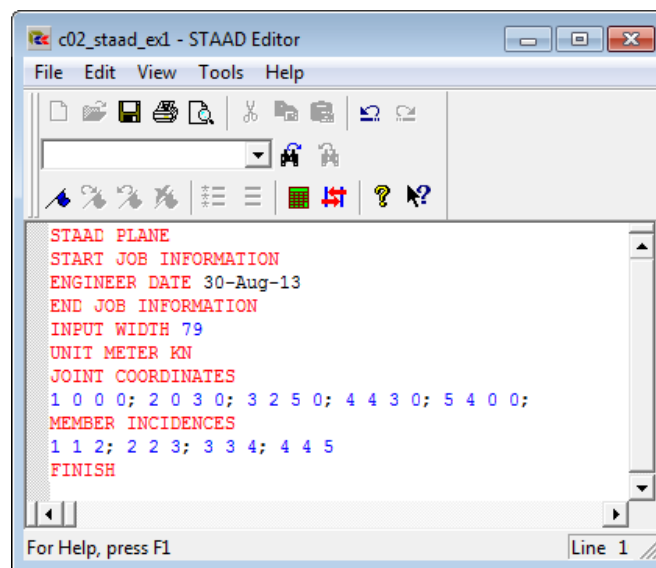 c02_staad_ex1 - STAAD Editor
File Edit View Tools Help
STAAD PLANE
START JOB INFORMATION
ENGINEER DATE 30-Aug-13
END JOB INFORMATION
INPUT WIDTH 79
UNIT METER KN
JOINT COORDINATES
1 0 0 0; 2 0 3 0; 3 2 5 0; 4 4 3 0; 5 4 0 0;
MEMBER INCIDENCES
1 1 2; 2 2 3; 3 3 4; 4 4 5
FINISH
For Help, press F1 Line 1